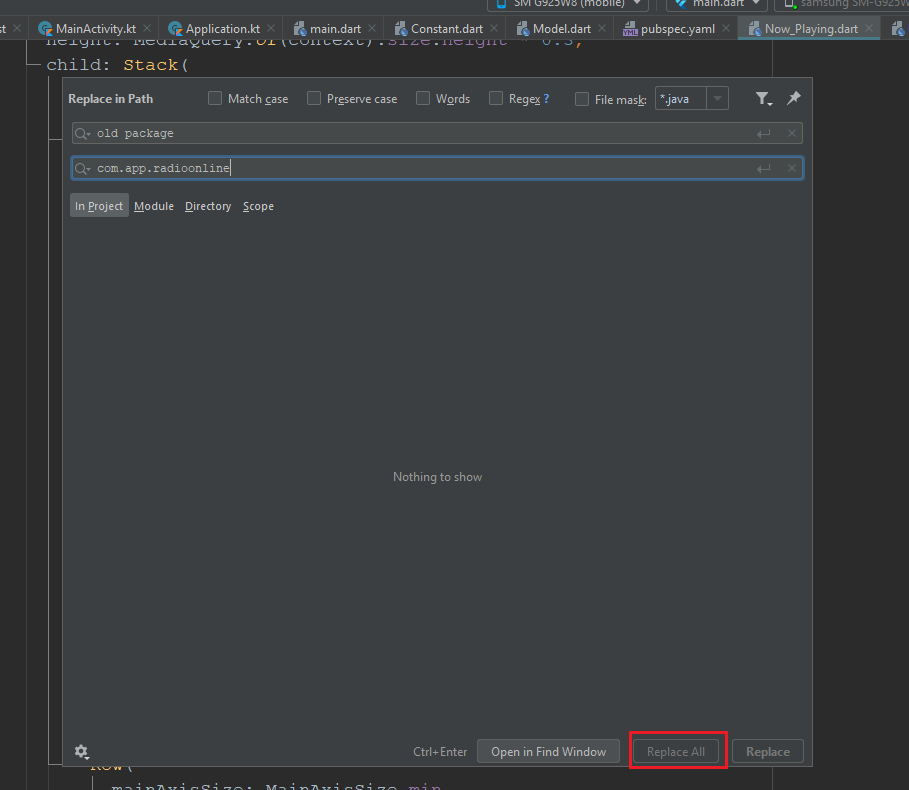 SM G925W8 (mobile) main.dart samsung SM-G925W
st MainActivity.kt Application.kt main.dart Constant.dart Model.dart pubspec.yaml Now_Playing.dart
height: MediaQuery.of(context).size.height * 0.3,
child: Stack(
Replace in Path Match case Preserve case Words Regex ? File mask: *.java
old package
com.app.radioonline
In Project Module Directory Scope
Nothing to show
Ctrl+Enter Open in Find Window Replace All Replace
Row(
mainAxisSize: MainAxisSize.min,